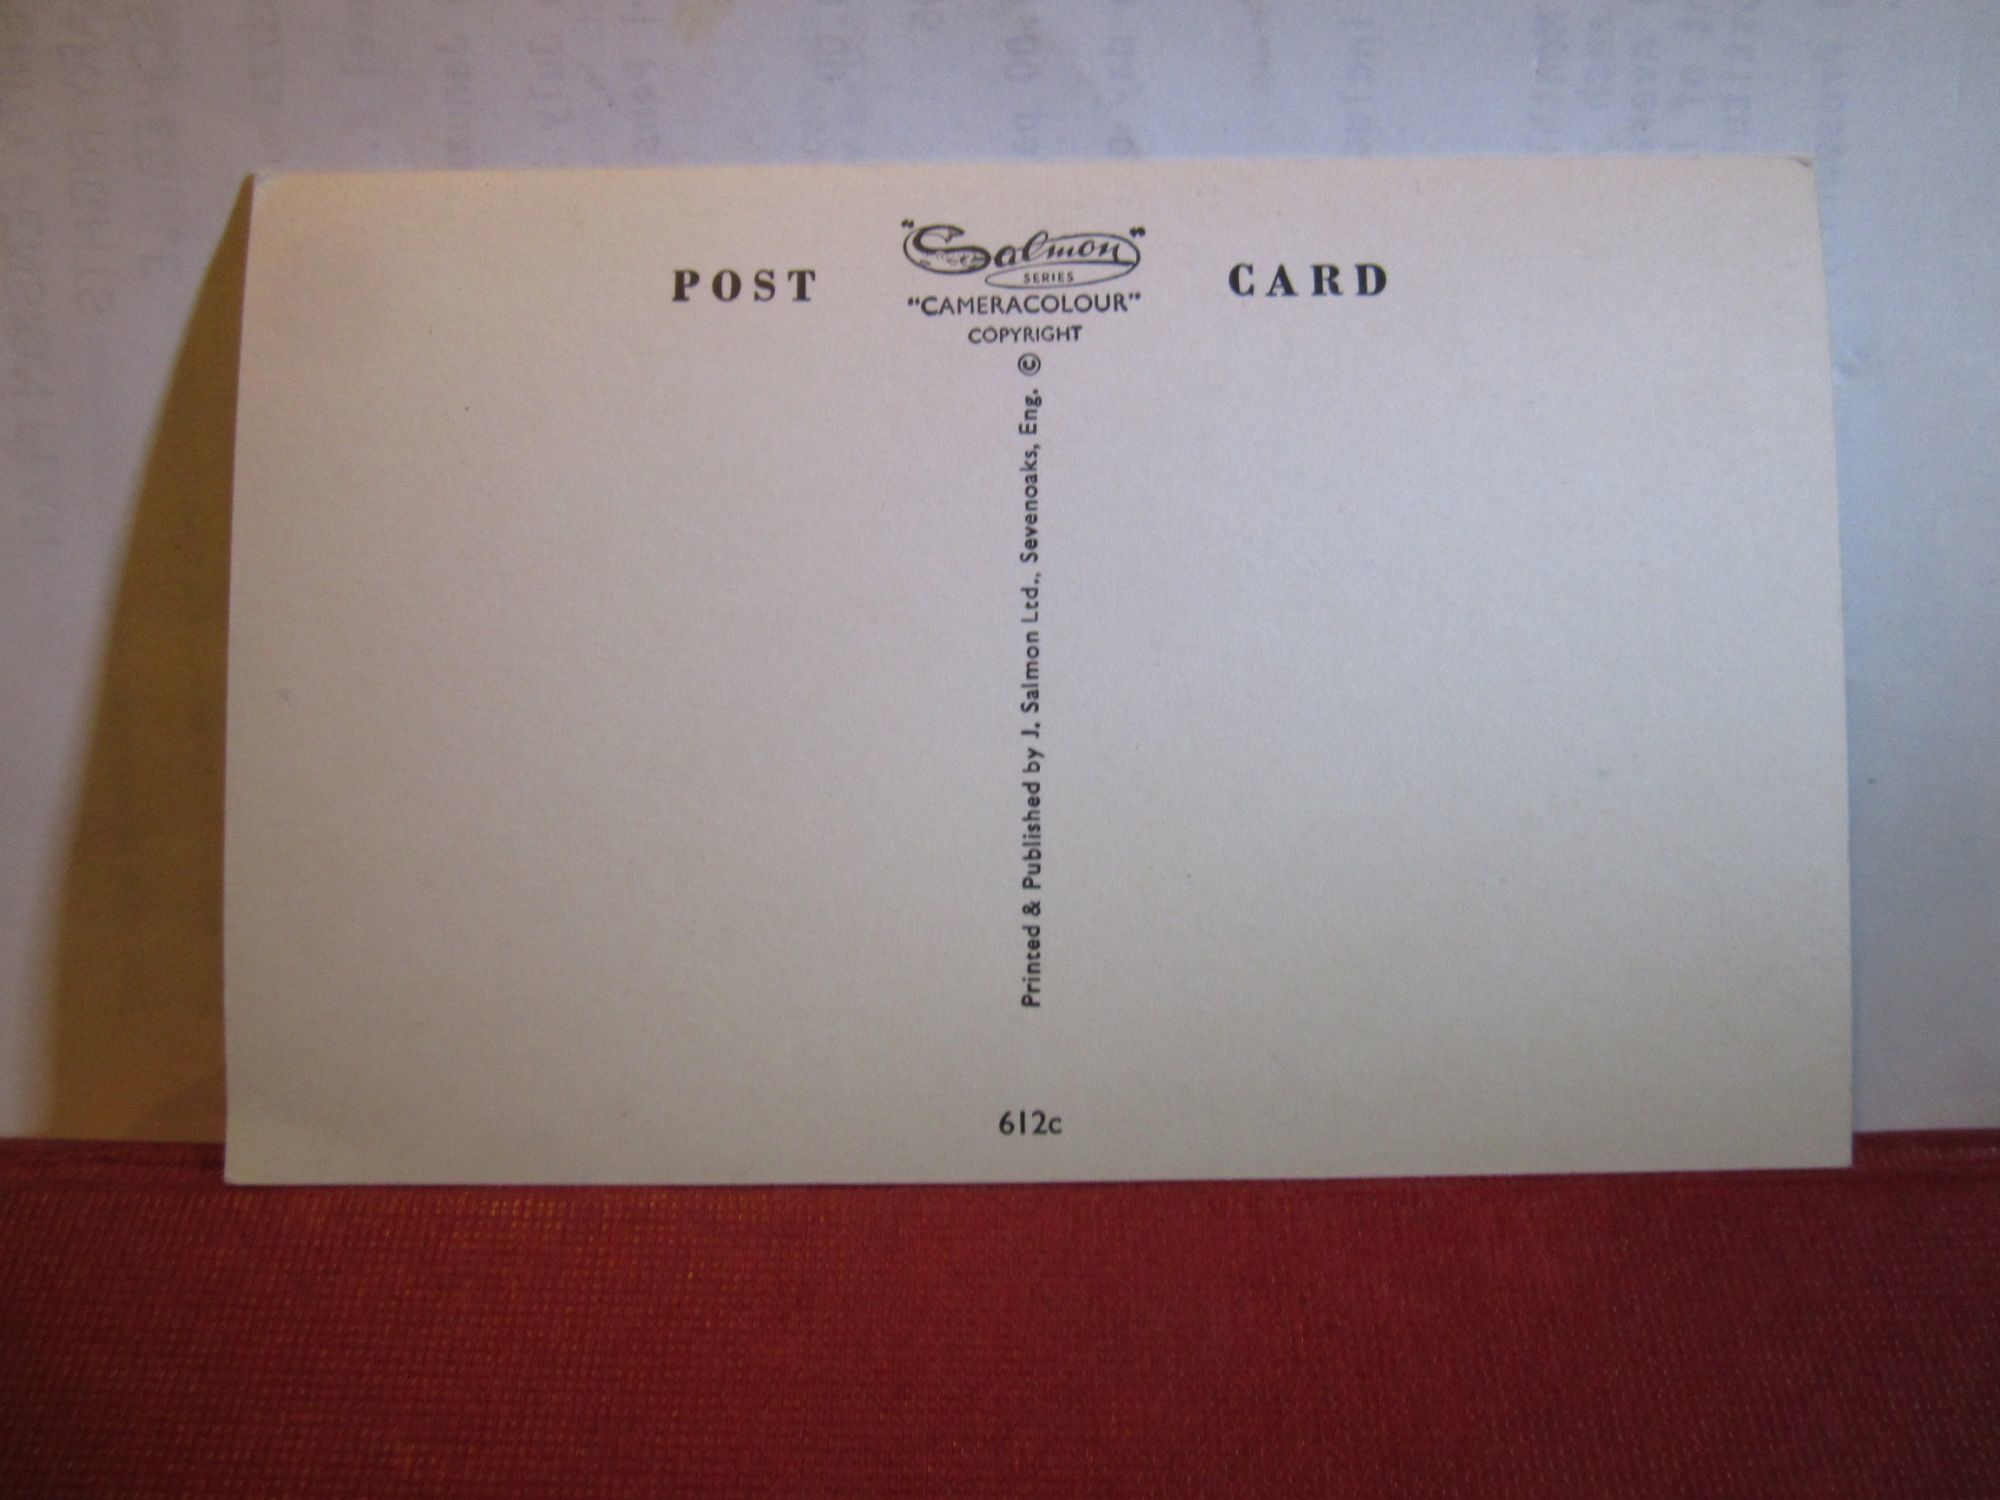 POST CARD
"Salmon"
SERIES
"CAMERACOLOUR"
COPYRIGHT
Printed & Published by J. Salmon Ltd., Sevenoaks, Eng. ©
612c